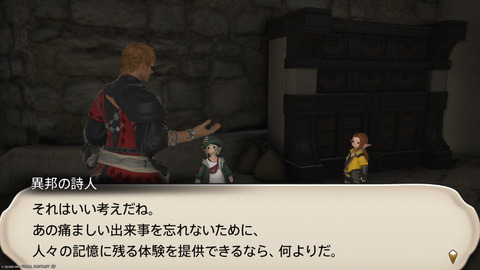 異邦の詩人
それはいい考えだね。
あの痛ましい出来事を忘れないために、
人々の記憶に残る体験を提供できるなら、何よりだ。